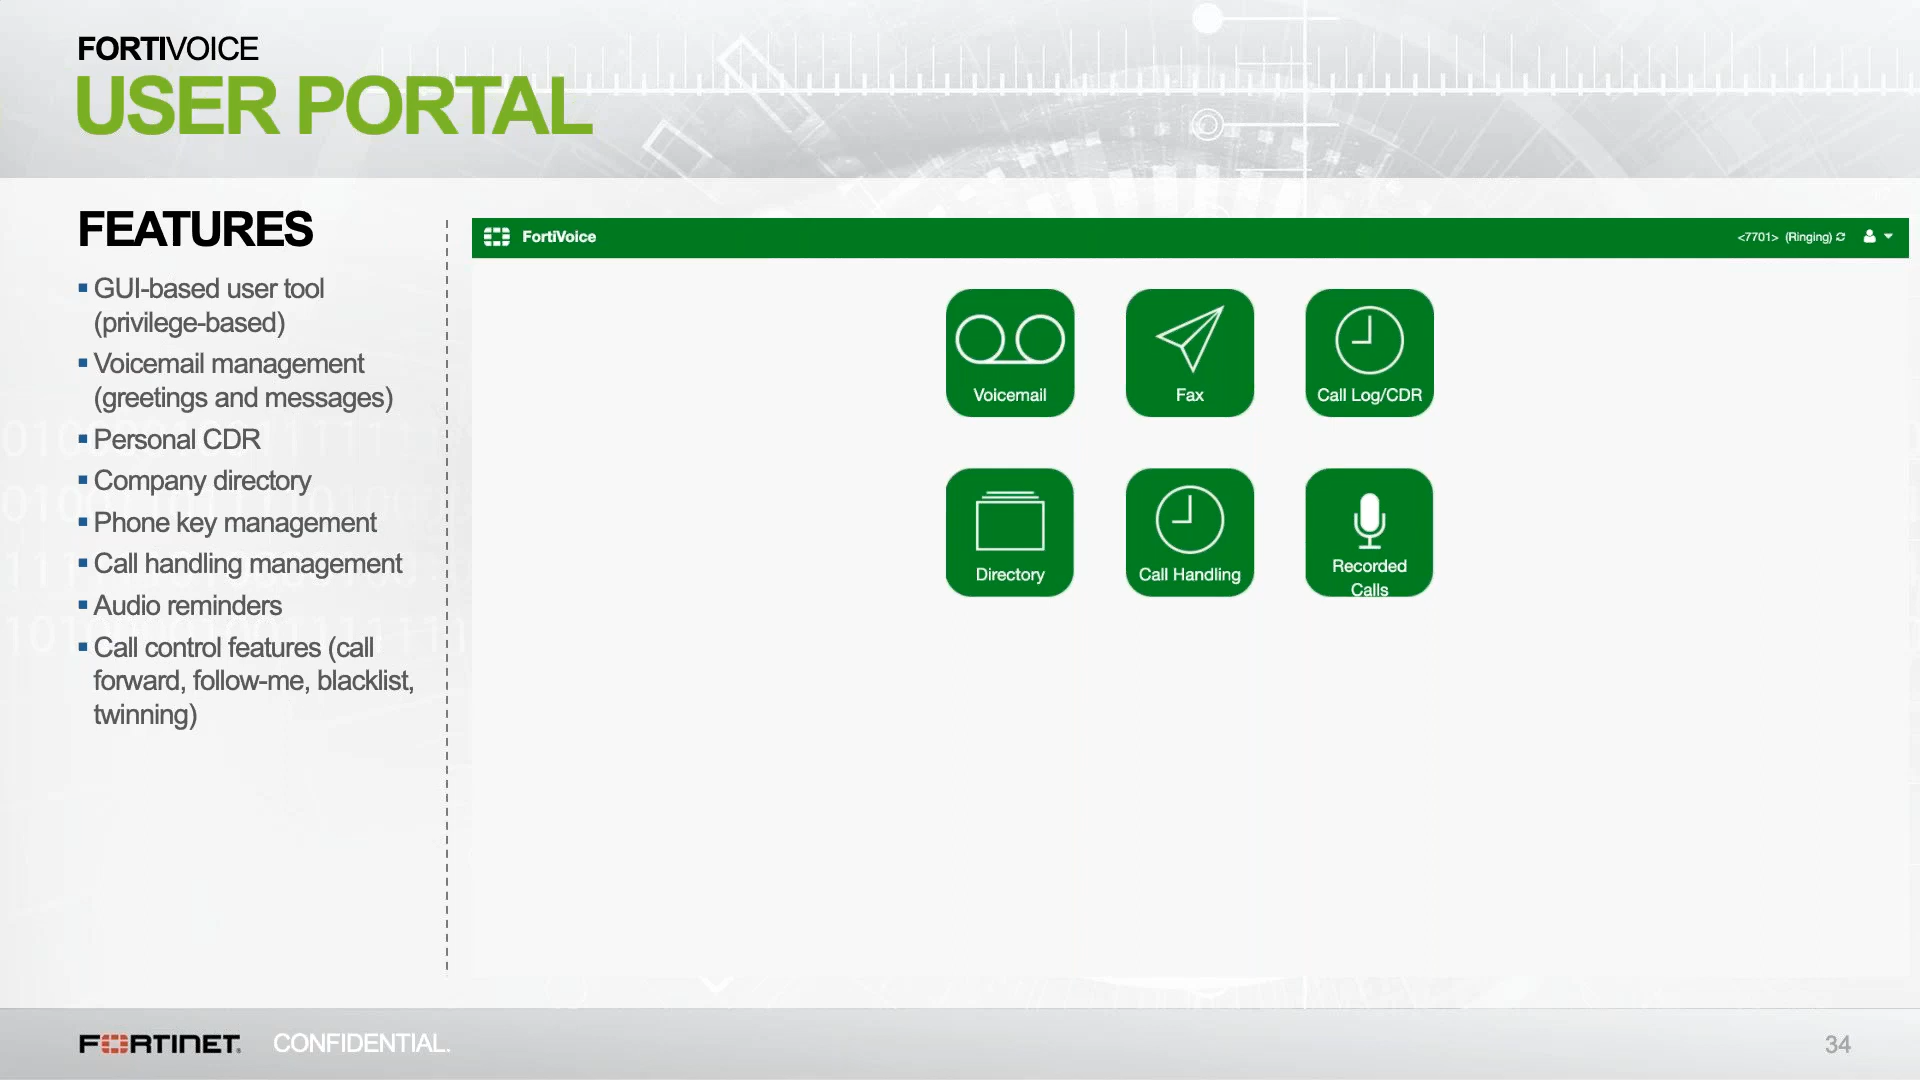 FORTIVOICE
USER PORTAL
FEATURES
GUI-based user tool
(privilege-based)
Voicemail management
(greetings and messages)
Personal CDR
Company directory
Phone key management
Call handling management
Audio reminders
Call control features (call
forward, follow-me, blacklist,
twinning)
FortiVoice
<7701> (Ringing)
Voicemail
Fax
Call Log/CDR
Directory
Call Handling
Recorded
Calls
FORTINET
CONFIDENTIAL.
34